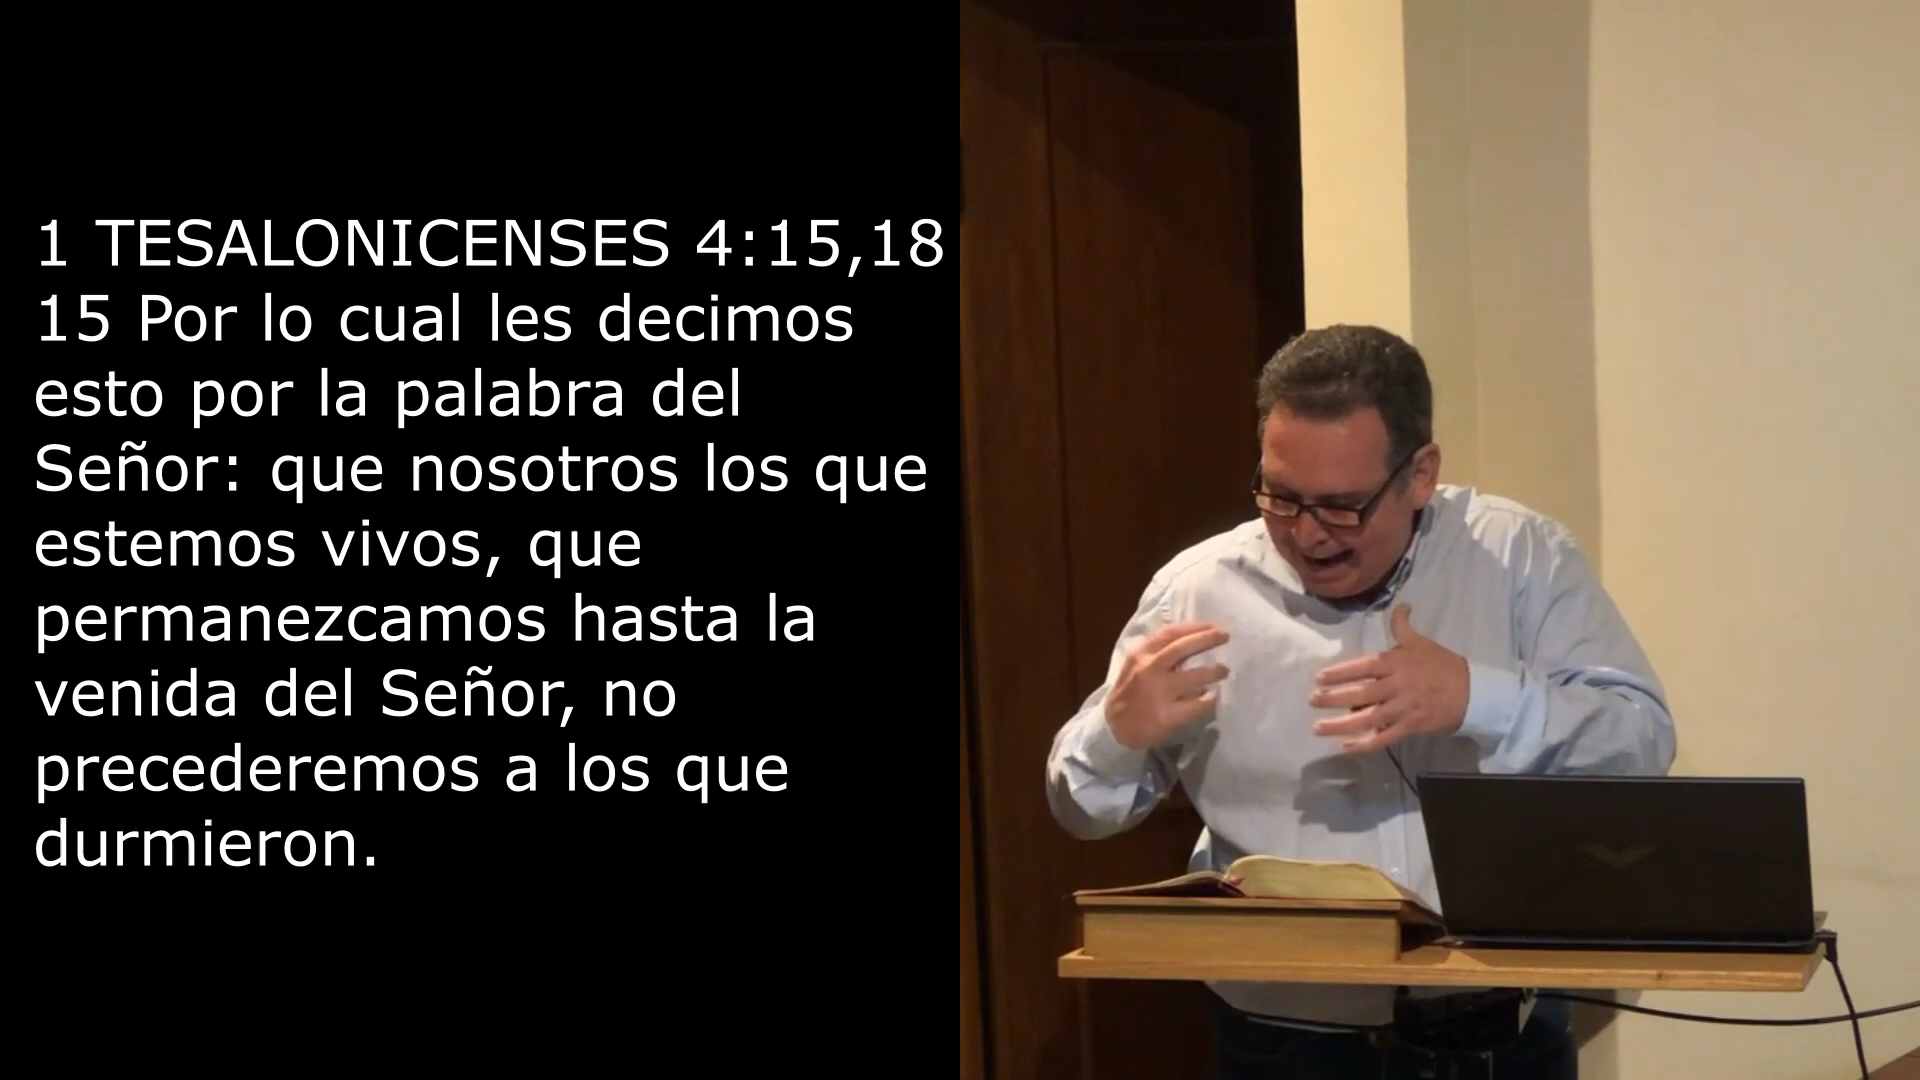 1 TESALONICENSES 4:15,18
15 Por lo cual les decimos
esto por la palabra del
Señor: que nosotros los que
estemos vivos, que
permanezcamos hasta la
venida del Señor, no
precederemos a los que
durmieron.